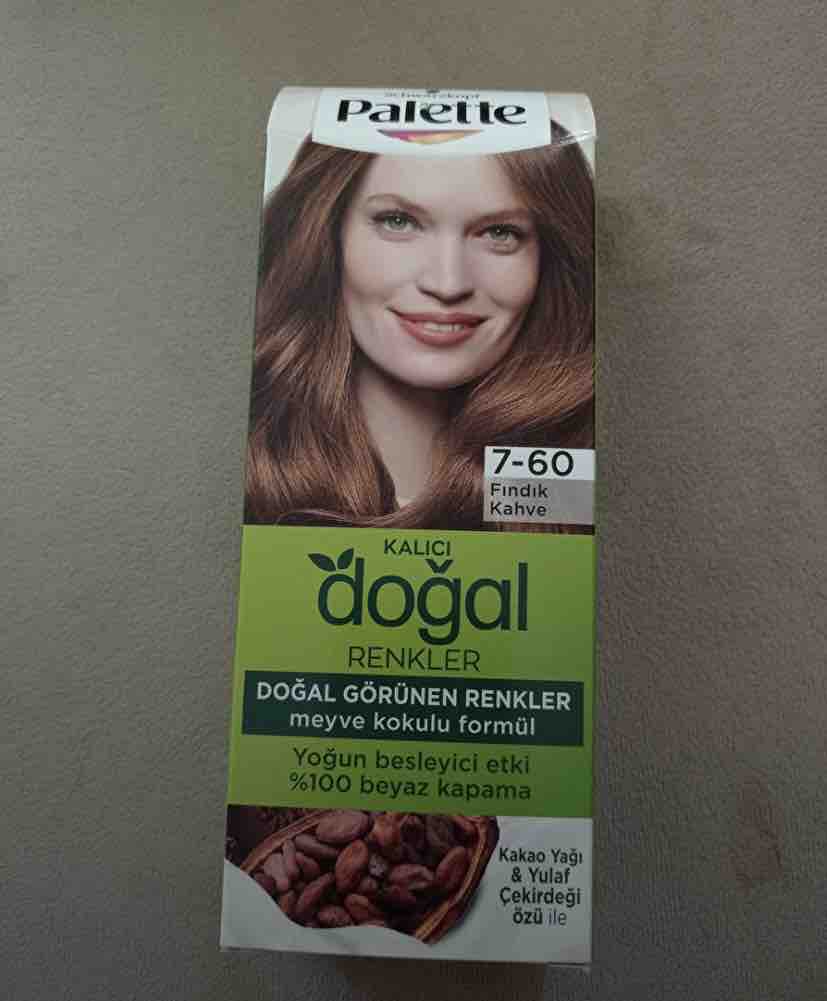 Schwarzkopf
Palette
7-60
Fındık
Kahve
KALICI
doğal
RENKLER
DOĞAL GÖRÜNEN RENKLER
meyve kokulu formül
Yoğun besleyici etki
%100 beyaz kapama
Kakao Yağı
& Yulaf
Çekirdeği
özü ile